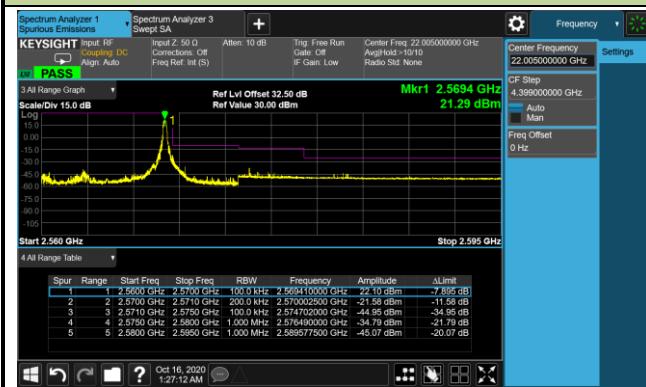 Spectrum Analyzer 1
Spurious Emissions
Spectrum Analyzer 3
Swept SA
Frequency
KEYSIGHT
Input: RF
Coupling: DC
Align: Auto
Input Z: 50 Ω
Corrections: Off
Freq Ref: Int (S)
Atten: 10 dB
Trig: Free Run
Gate: Off
IF Gain: Low
Center Freq: 22.005000000 GHz
Avg|Hold:>10/10
Radio Std: None
PASS
Center Frequency
22.005000000 GHz
Settings
CF Step
4.399000000 GHz
Auto
Man
Freq Offset
0 Hz
3 All Range Graph
Scale/Div 15.0 dB
Ref Lvl Offset 32.50 dB
Ref Value 30.00 dBm
Mkr1 2.5694 GHz
21.29 dBm
Log
15.0
0.00
-15.0
-30.0
-45.0
-60.0
-75.0
-90.0
-105
1
Start 2.560 GHz
Stop 2.595 GHz
4 All Range Table
Spur Range Start Freq Stop Freq RBW Frequency Amplitude ΔLimit
1 1 2.5600 GHz 2.5700 GHz 100.0 kHz 2.569410000 GHz 22.10 dBm -7.895 dB
2 2 2.5700 GHz 2.5710 GHz 200.0 kHz 2.570002500 GHz -21.58 dBm -11.58 dB
3 3 2.5710 GHz 2.5750 GHz 100.0 kHz 2.574702000 GHz -44.95 dBm -34.95 dB
4 4 2.5750 GHz 2.5800 GHz 1.000 MHz 2.576490000 GHz -34.79 dBm -21.79 dB
5 5 2.5800 GHz 2.5950 GHz 1.000 MHz 2.589577500 GHz -45.07 dBm -20.07 dB
Oct 16, 2020
1:27:12 AM